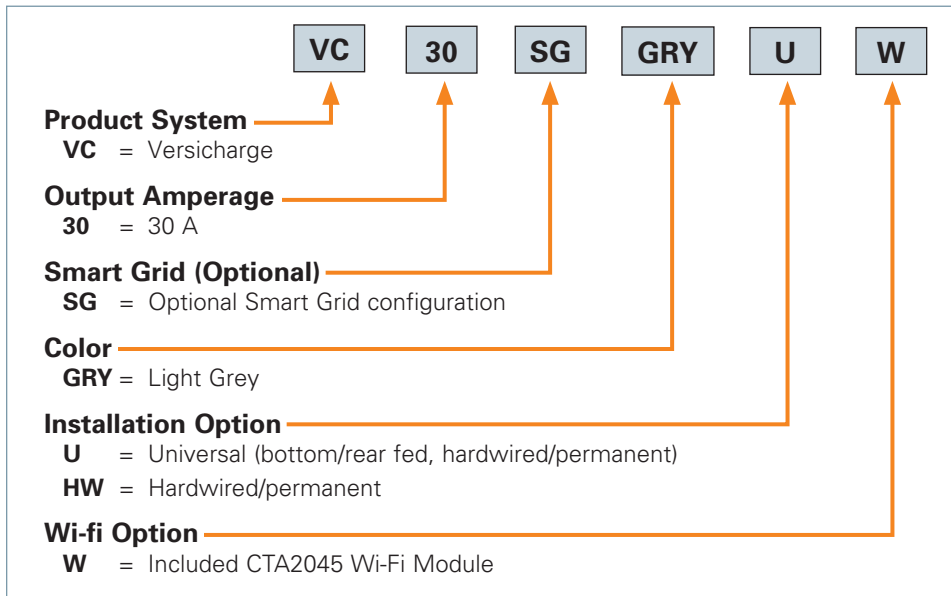 VC 30 SG GRY U W
Product System
VC = Versicharge
Output Amperage
30 = 30 A
Smart Grid (Optional)
SG = Optional Smart Grid configuration
Color
GRY = Light Grey
Installation Option
U = Universal (bottom/rear fed, hardwired/permanent)
HW = Hardwired/permanent
Wi-fi Option
W = Included CTA2045 Wi-Fi Module